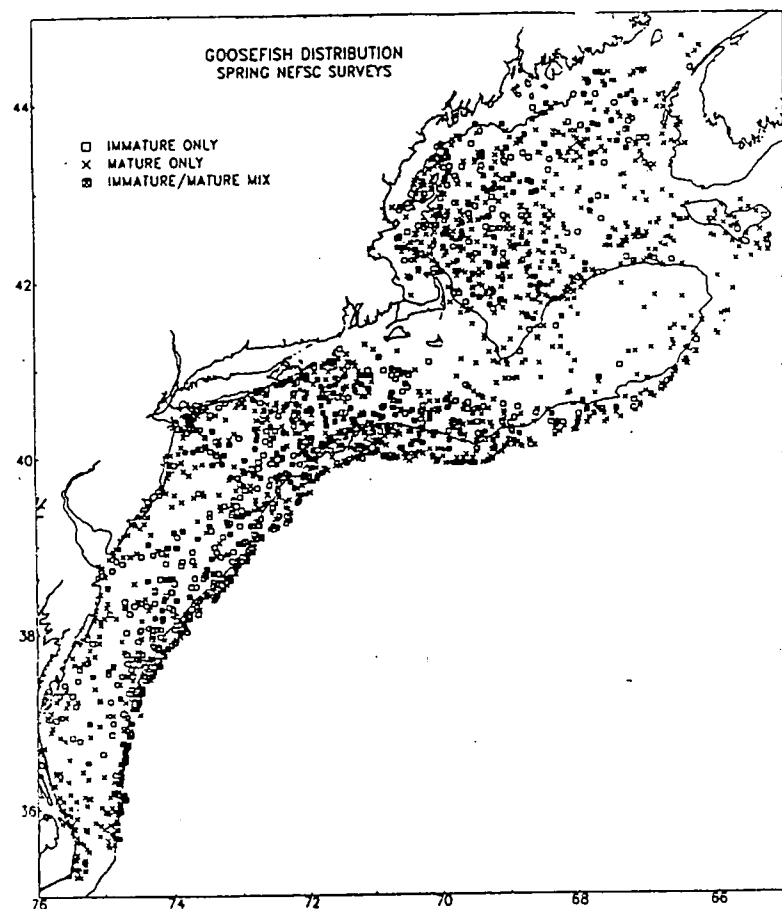 GOOSEFISH DISTRIBUTION
SPRING NEFSC SURVEYS
□ IMMATURE ONLY
× MATURE ONLY
⊠ IMMATURE/MATURE MIX
44
42
40
38
36
76 74 72 70 68 66